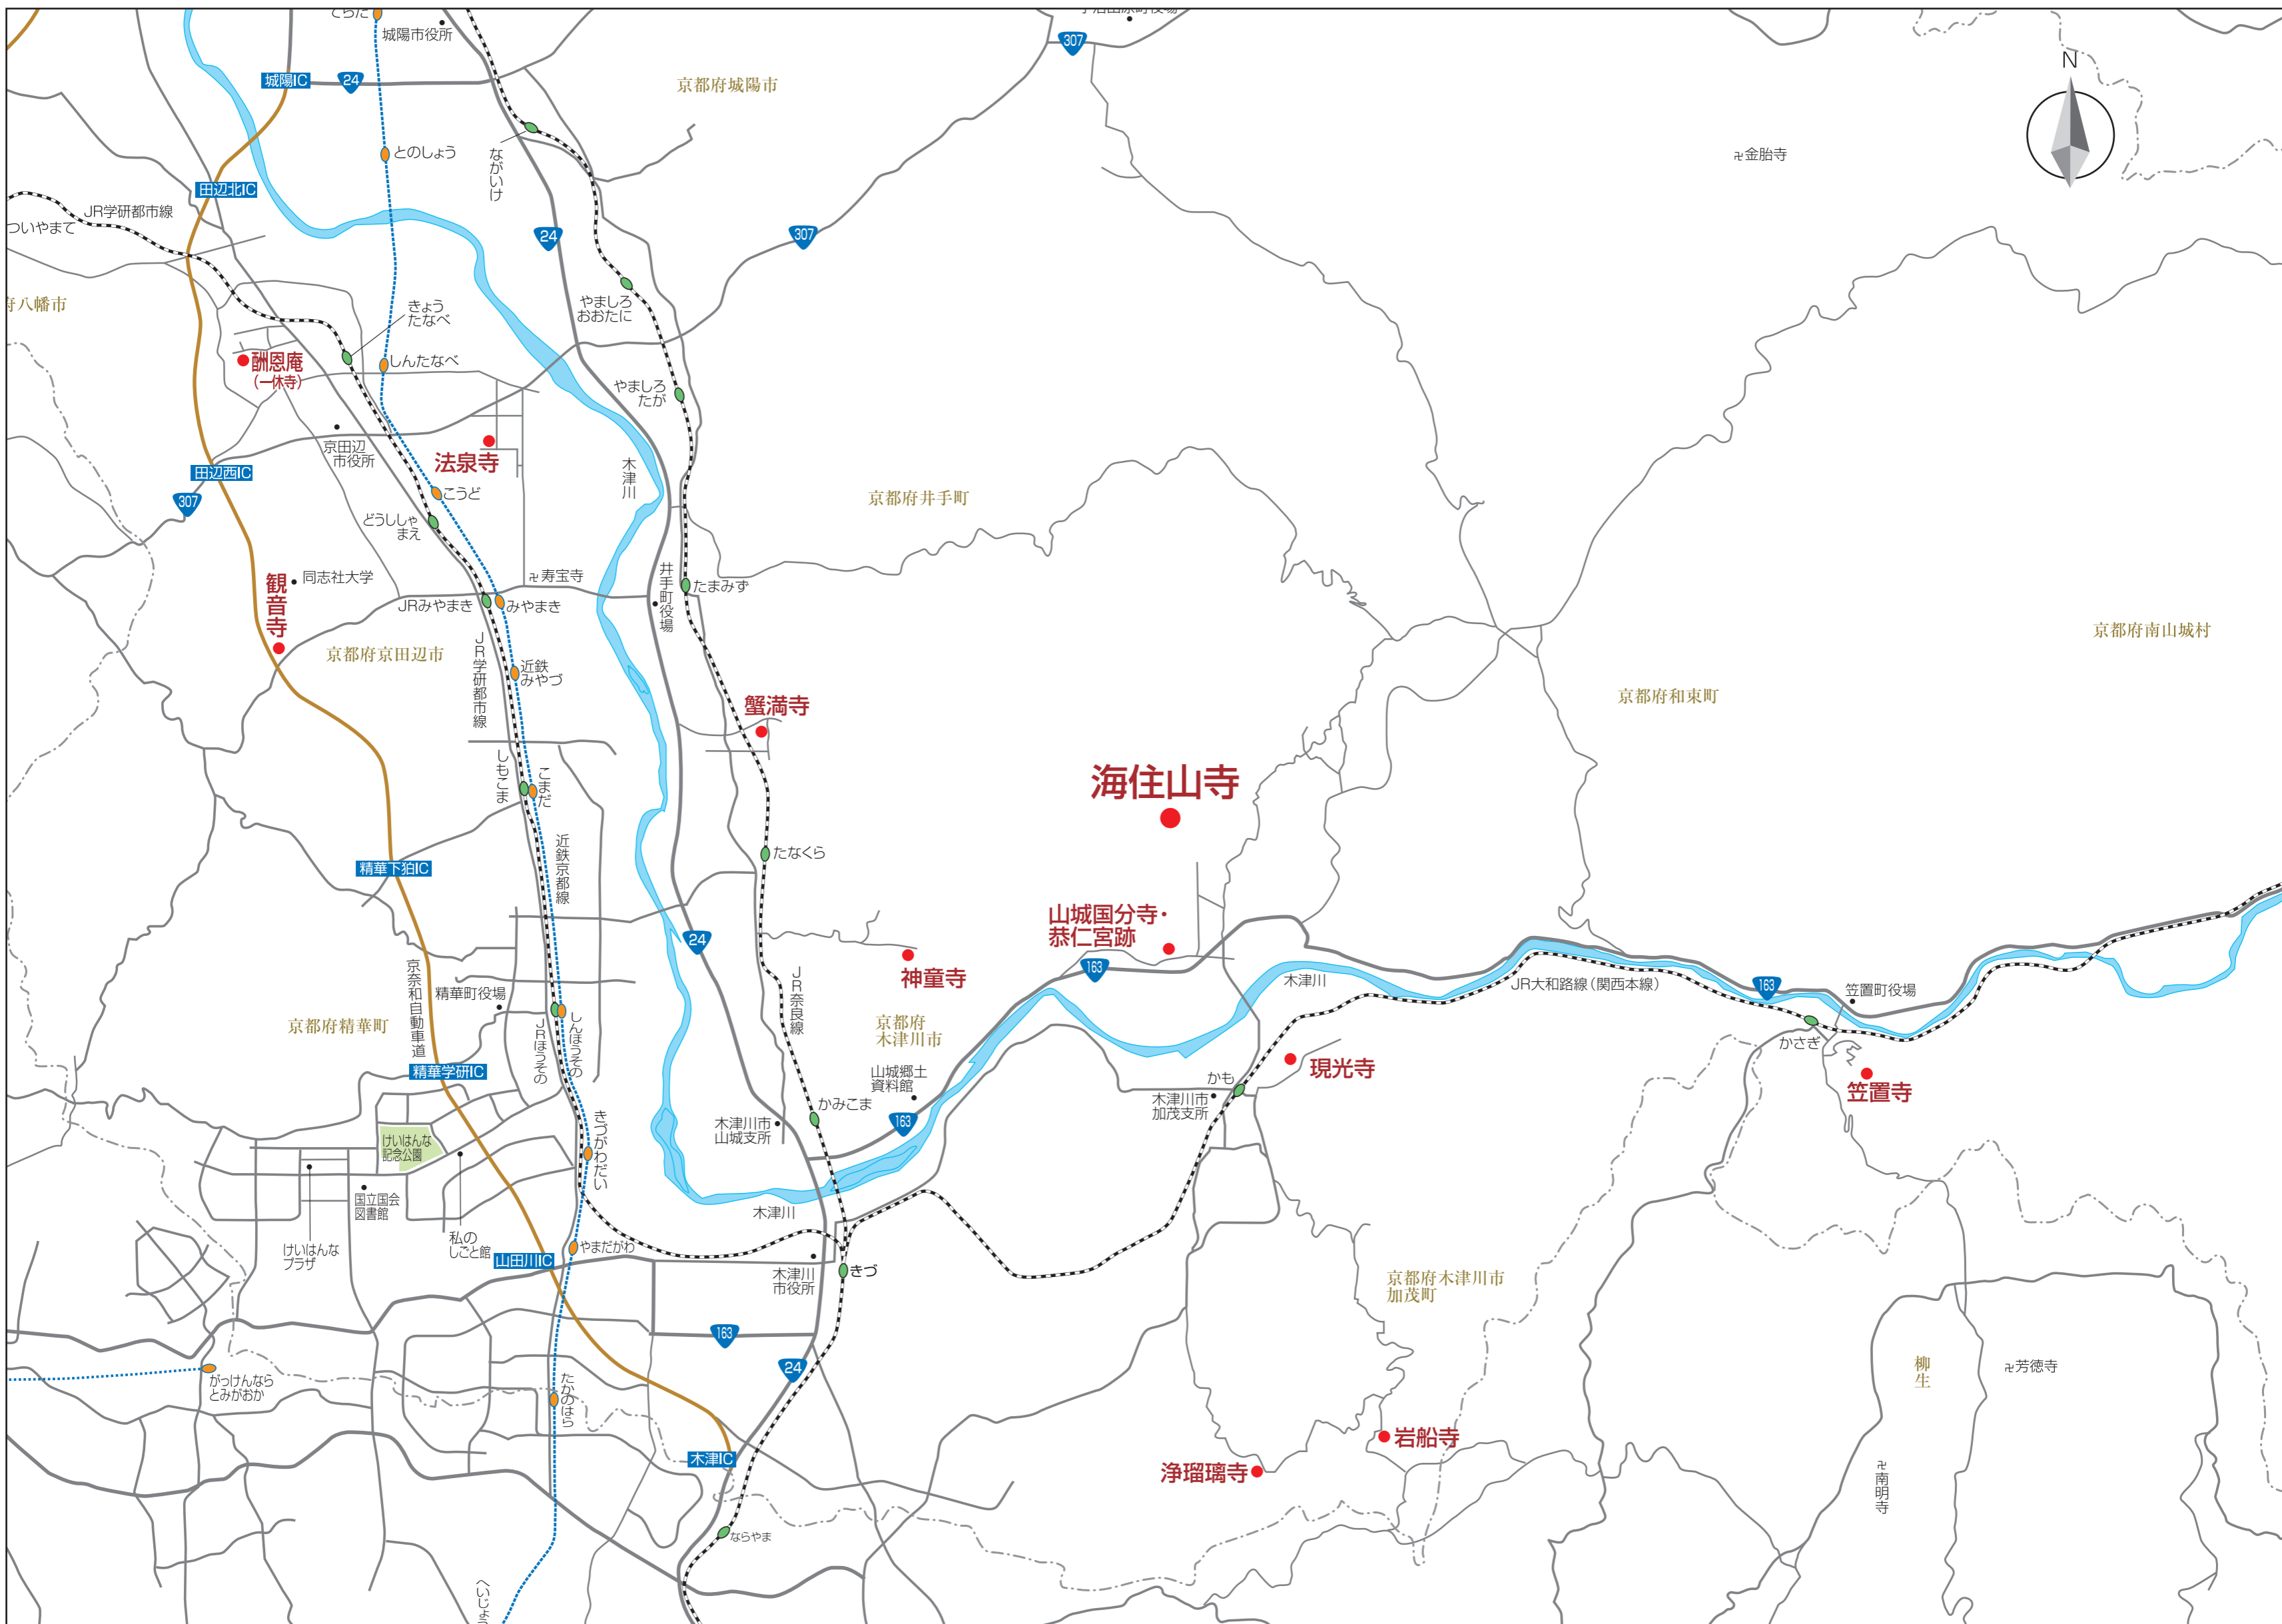 城陽市役所
307
N
城陽IC
24
京都府城陽市
とのしょう
ながいけ
卍金胎寺
田辺北IC
JR学研都市線
ついやまて
24
307
府八幡市
やましろ
おおたに
きょう
たなべ
酬恩庵
(一休寺)
しんたなべ
やましろ
たが
京田辺
市役所
法泉寺
田辺西IC
307
こうど
木津川
京都府井手町
どうししゃ
まえ
観音寺
同志社大学
卍寿宝寺
JRみやまき
みやまき
井手町役場
たまみず
京都府京田辺市
JR学研都市線
近鉄
みやづ
京都府南山城村
京都府和束町
蟹満寺
しもこま
こまだ
海住山寺
精華下狛IC
近鉄京都線
たなくら
24
山城国分寺・
恭仁宮跡
163
神童寺
JR奈良線
京奈和自動車道
精華町役場
木津川
JR大和路線(関西本線)
163
笠置町役場
京都府精華町
JRほうその
しんほうその
京都府
木津川市
かさぎ
精華学研IC
山城郷土
資料館
現光寺
かも
笠置寺
木津川市
加茂支所
かみこま
163
木津川市
山城支所
けいはんな
記念公園
きづがわだい
国立国会
図書館
木津川
けいはんな
プラザ
私の
しごと館
山田川IC
やまだがわ
木津川
市役所
きづ
京都府木津川市
加茂町
163
24
がっけんなら
とみがおか
たかのはら
柳生
卍芳徳寺
木津IC
岩船寺
浄瑠璃寺
卍南明寺
ならやま